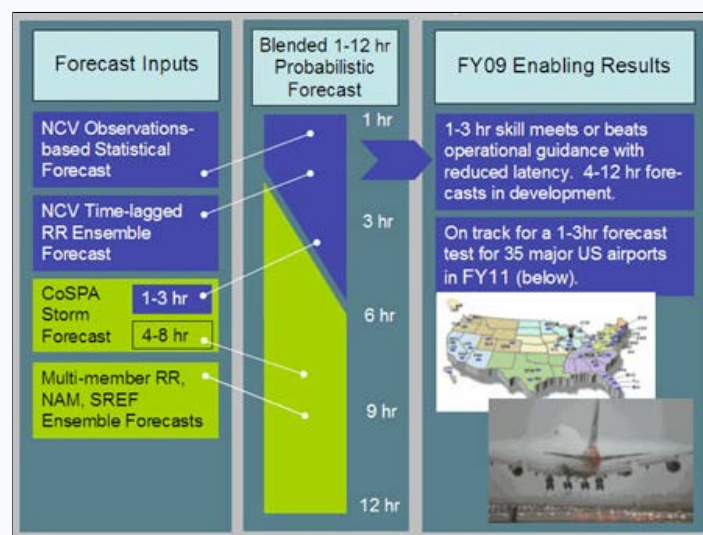 Forecast Inputs
NCV Observations-
based Statistical
Forecast
NCV Time-lagged
RR Ensemble
Forecast
CoSPA
Storm
Forecast
1-3 hr
4-8 hr
Multi-member RR,
NAM, SREF
Ensemble Forecasts
Blended 1-12 hr
Probabilistic
Forecast
1 hr
3 hr
6 hr
9 hr
12 hr
FY09 Enabling Results
1-3 hr skill meets or beats
operational guidance with
reduced latency. 4-12 hr fore-
casts in development.
On track for a 1-3hr forecast
test for 35 major US airports
in FY11 (below).